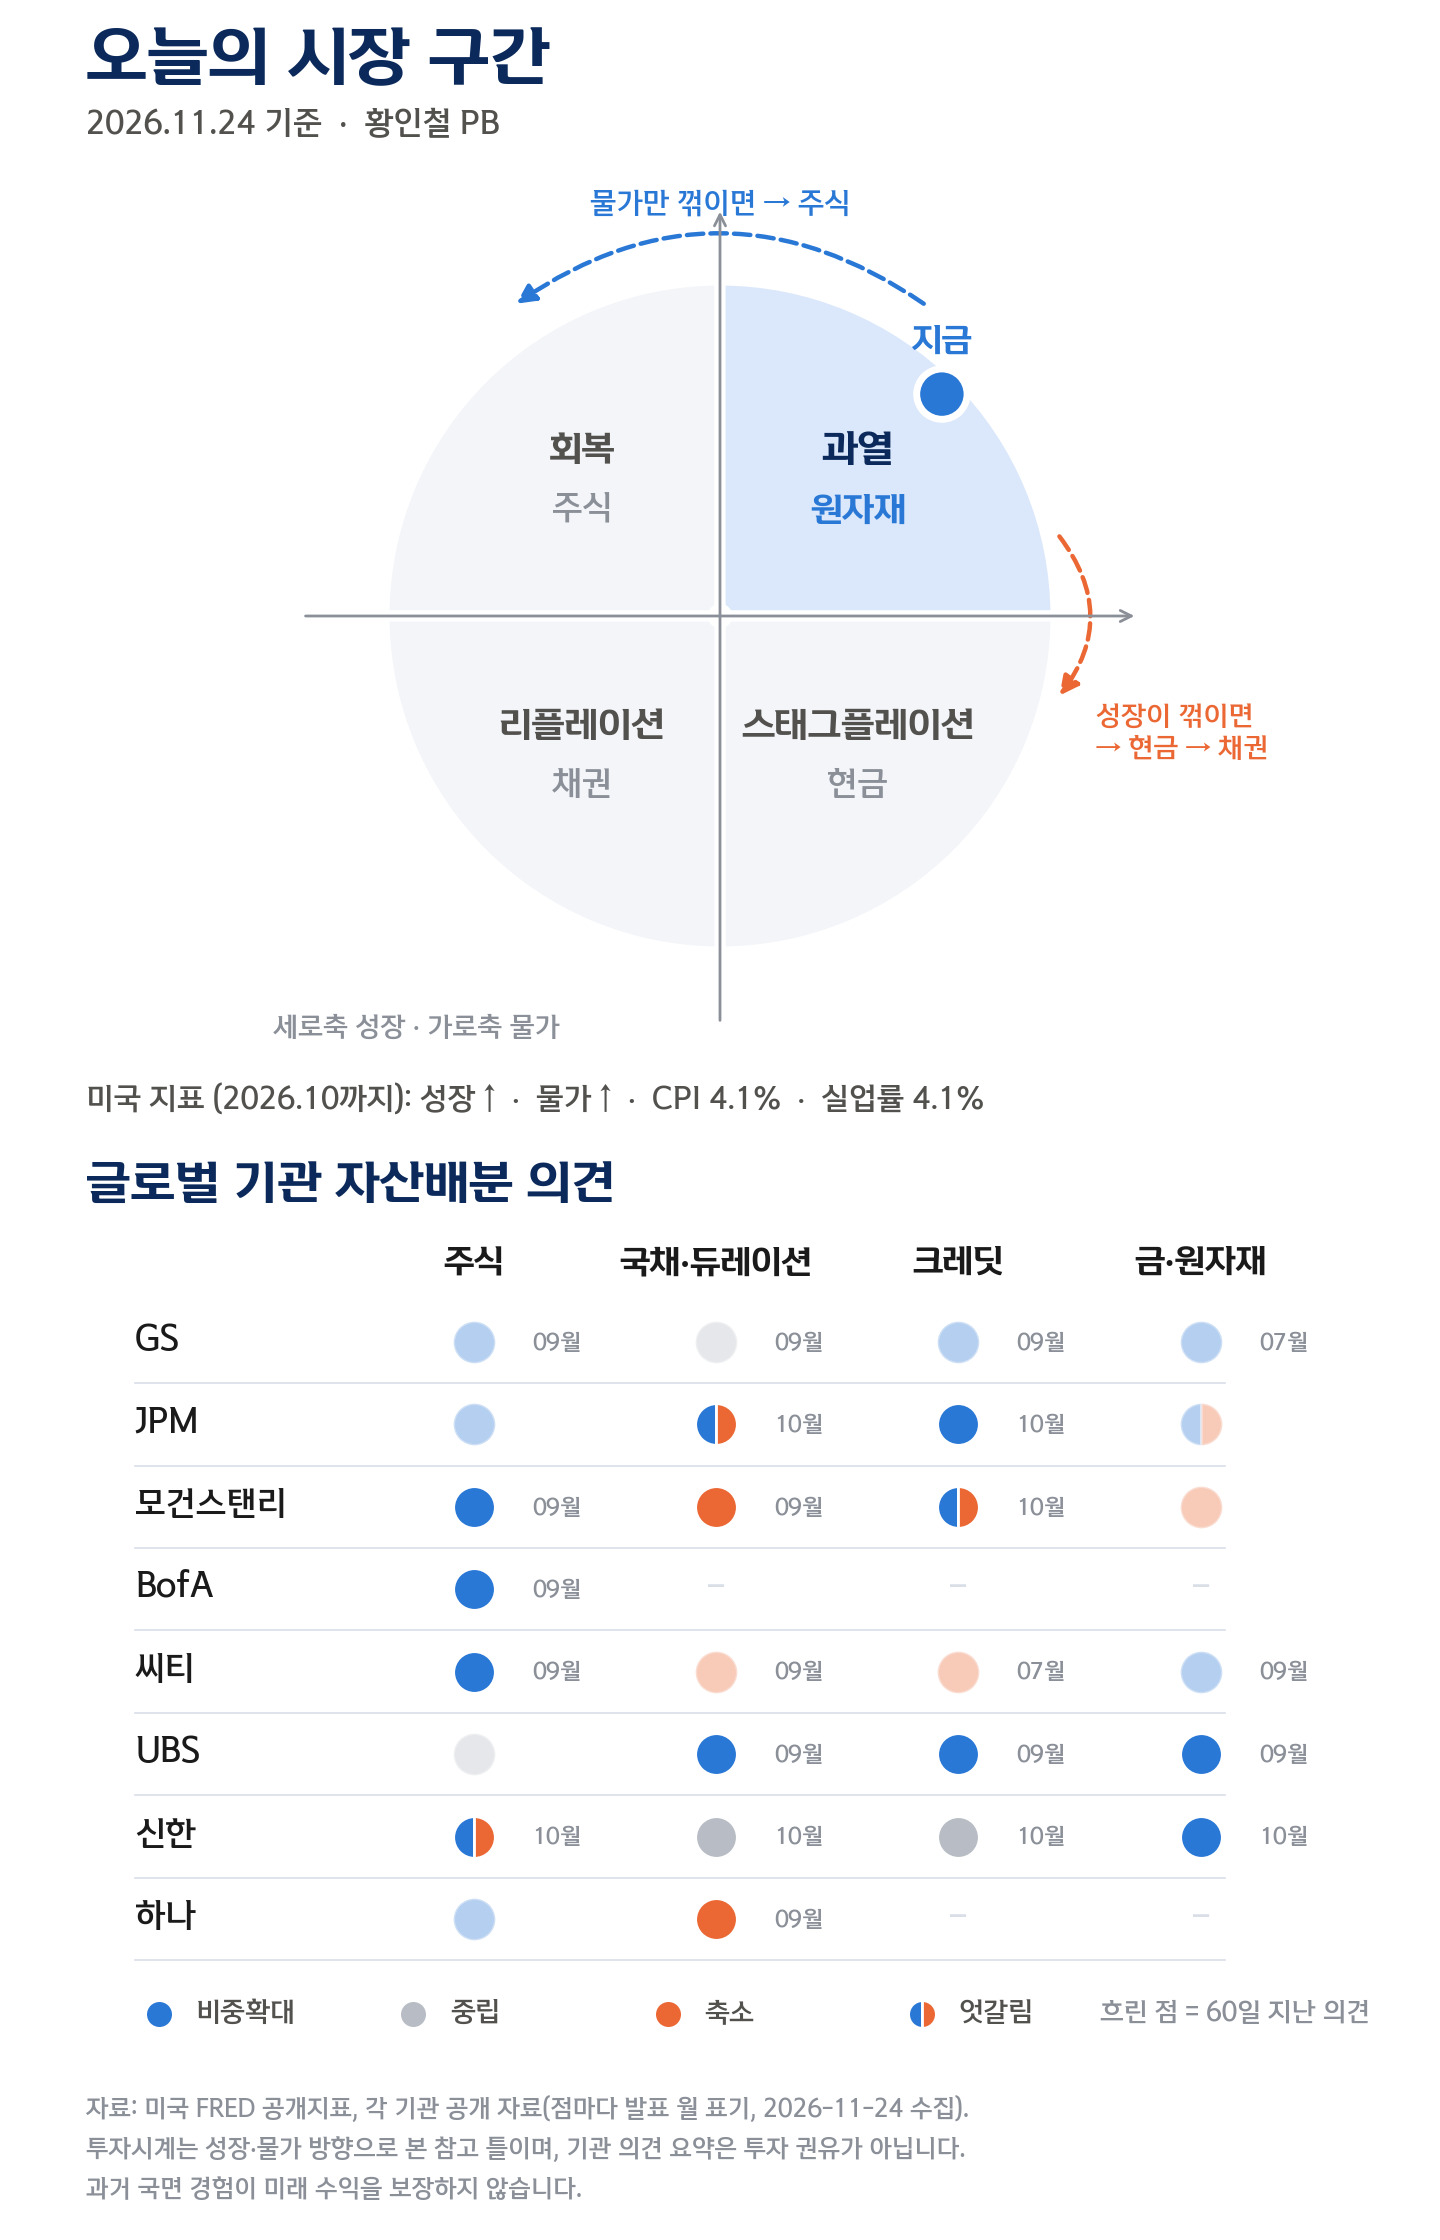 오늘의 시장 구간
2026.11.24 기준 · 황인철 PB
물가만 꺾이면 → 주식
지금
회복
주식
과열
원자재
리플레이션
채권
스태그플레이션
현금
성장이 꺾이면
→ 현금 → 채권
세로축 성장 · 가로축 물가
미국 지표 (2026.10까지): 성장↑ · 물가↑ · CPI 4.1% · 실업률 4.1%
글로벌 기관 자산배분 의견
주식 국채·듀레이션 크레딧 금·원자재
GS 09월 09월 09월 07월
JPM 10월 10월
모건스탠리 09월 09월 10월
BofA 09월 – – –
씨티 09월 09월 07월 09월
UBS 09월 09월 09월
신한 10월 10월 10월 10월
하나 09월 – –
비중확대 중립 축소 엇갈림 흐린 점 = 60일 지난 의견
자료: 미국 FRED 공개지표, 각 기관 공개 자료(점마다 발표 월 표기, 2026-11-24 수집).
투자시계는 성장·물가 방향으로 본 참고 틀이며, 기관 의견 요약은 투자 권유가 아닙니다.
과거 국면 경험이 미래 수익을 보장하지 않습니다.